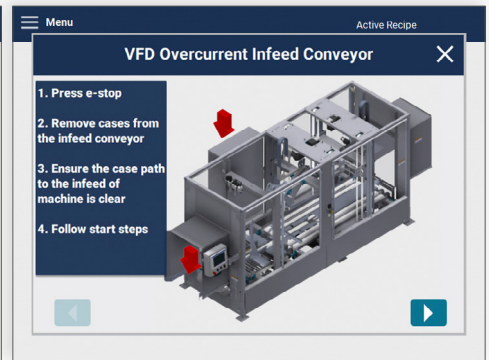 Menu
Active Recipe
VFD Overcurrent Infeed Conveyor
1. Press e-stop
2. Remove cases from
the infeed conveyor
3. Ensure the case path
to the infeed of
machine is clear
4. Follow start steps